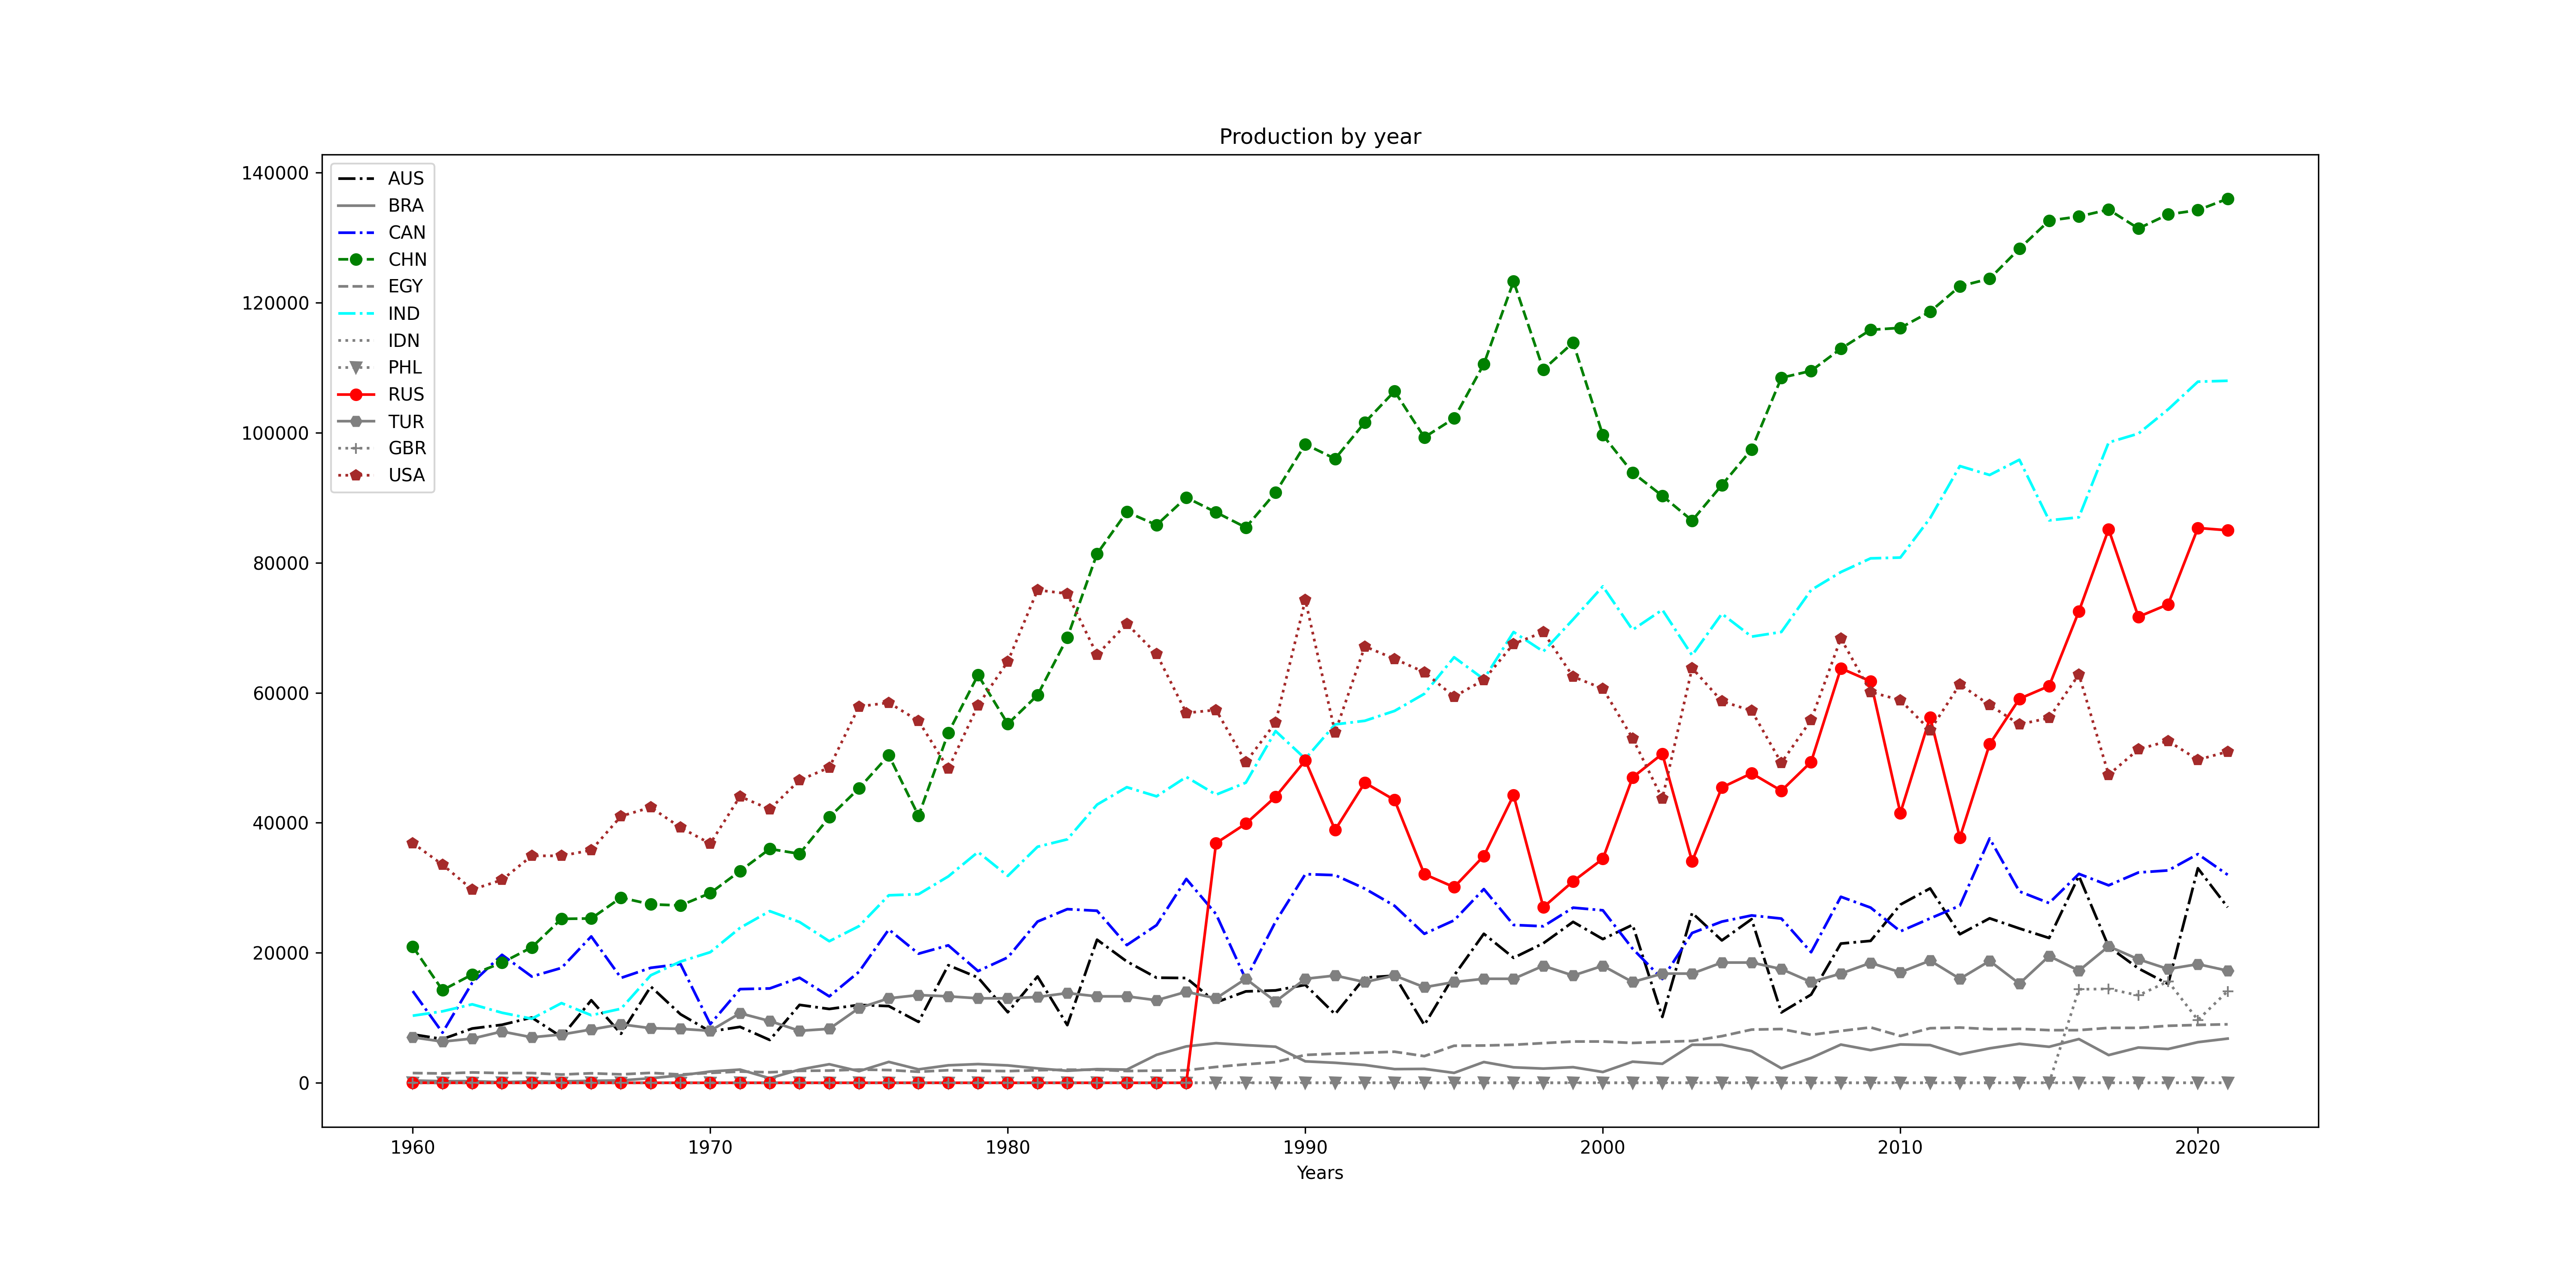 Production by year
140000
120000
100000
80000
60000
40000
20000
0
AUS
BRA
CAN
CHN
EGY
IND
IDN
PHL
RUS
TUR
GBR
USA
1960 1970 1980 1990 2000 2010 2020
Years